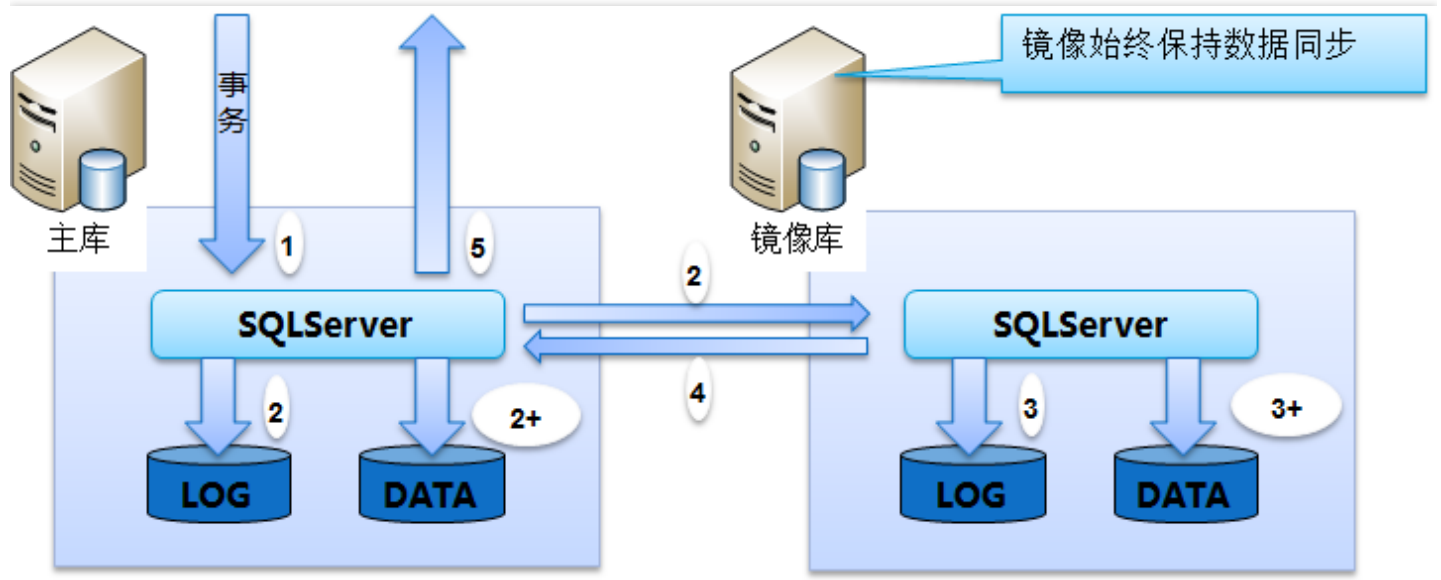 镜像始终保持数据同步
事务
主库
镜像库
1
5
2
SQLServer
SQLServer
4
2
2+
3
3+
LOG
DATA
LOG
DATA